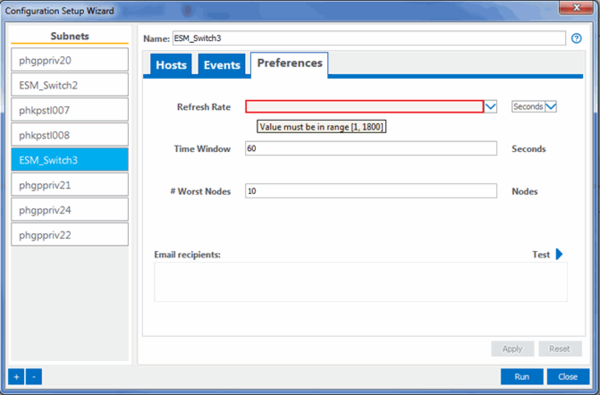 Configuration Setup Wizard
Subnets
phgppriv20
ESM_Switch2
phkpstl007
phkpstl008
ESM_Switch3
phgppriv21
phgppriv24
phgppriv22
+ -
Name: ESM_Switch3 ?
Hosts Events Preferences
Refresh Rate Seconds
Value must be in range [1, 1800]
Time Window 60 Seconds
# Worst Nodes 10 Nodes
Email recipients: Test
Apply Reset
Run Close